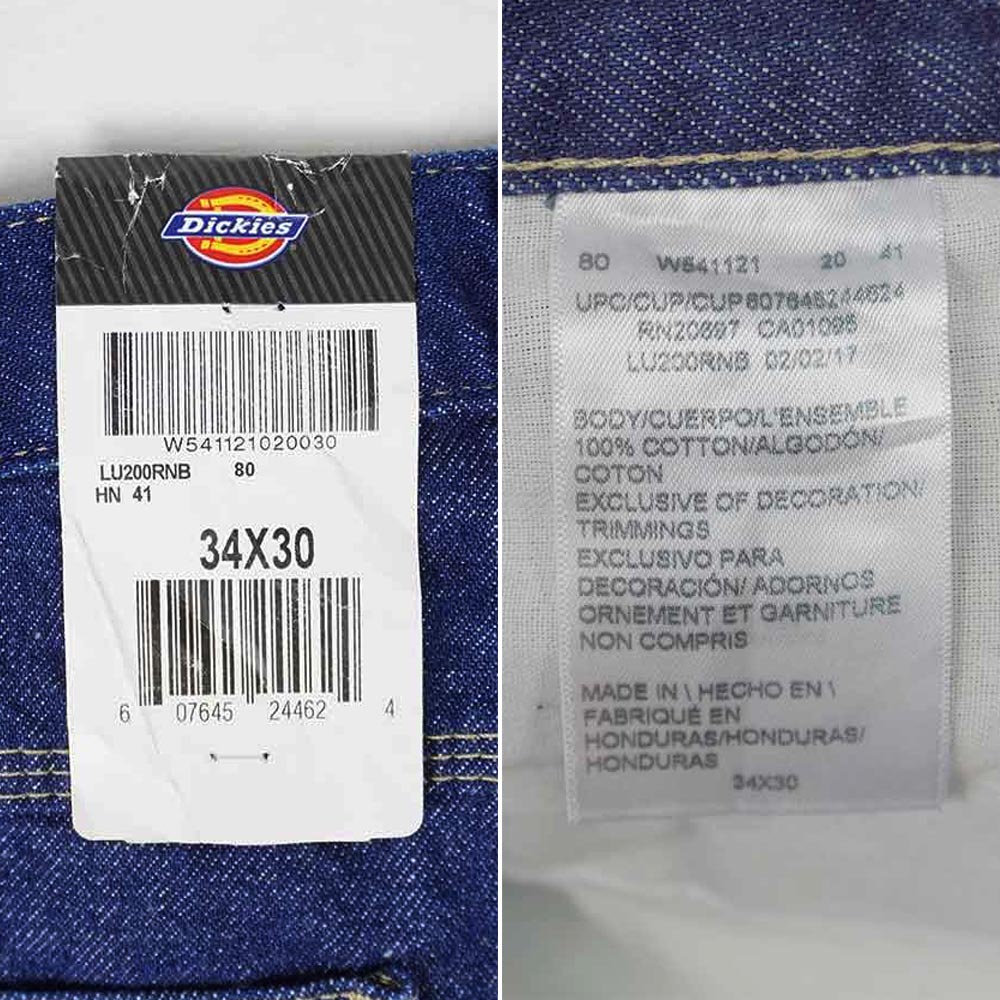 Dickies
W541121020030
LU200RNB 80
HN 41
34X30
6 07645 24462 4
80 W541121 20 41
UPC/CUP/CUP607645244624
RN20697 CA01095
LU200RNB 02/02/17
BODY/CUERPO/L'ENSEMBLE
100% COTTON/ALGODÓN/
COTON
EXCLUSIVE OF DECORATION/
TRIMMINGS
EXCLUSIVO PARA
DECORACIÓN/ ADORNOS
ORNEMENT ET GARNITURE
NON COMPRIS
MADE IN \ HECHO EN \
FABRIQUÉ EN
HONDURAS/HONDURAS/
HONDURAS
34X30